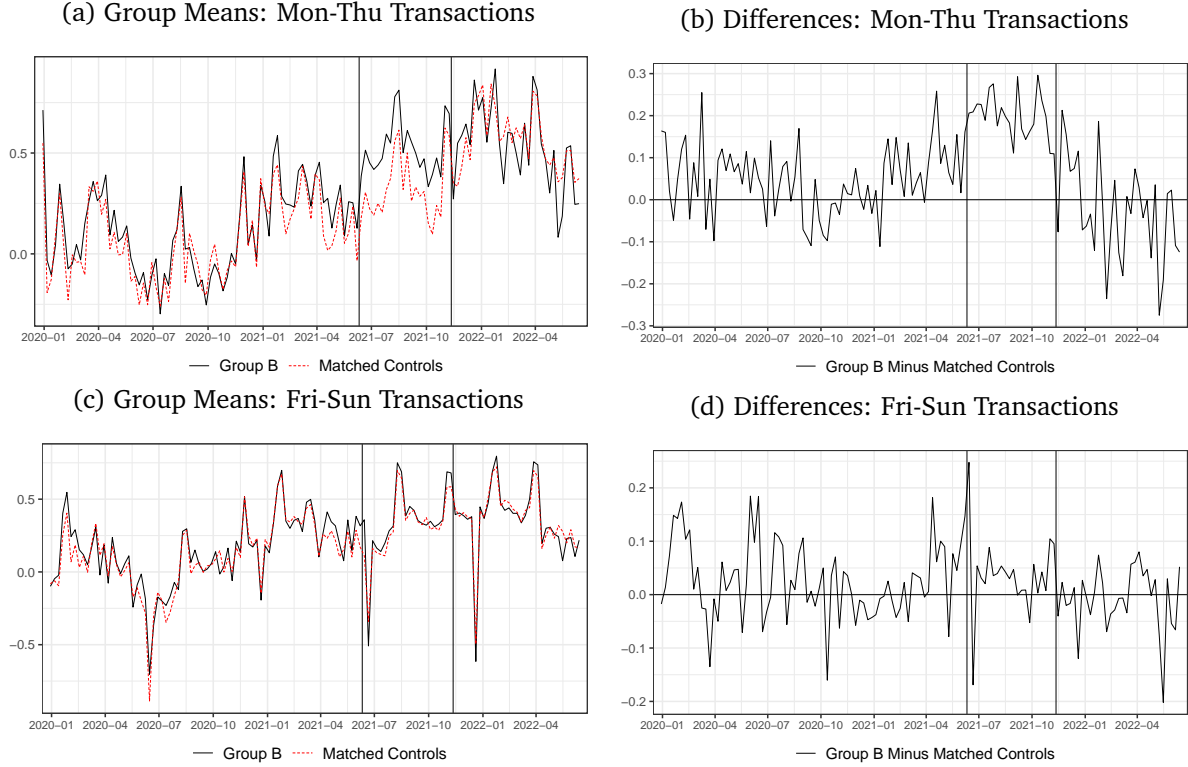 (a) Group Means: Mon-Thu Transactions
0.5
0.0
2020−01 2020−04 2020−07 2020−10 2021−01 2021−04 2021−07 2021−10 2022−01 2022−04
Group B Matched Controls
(b) Differences: Mon-Thu Transactions
0.3
0.2
0.1
0.0
−0.1
−0.2
−0.3
2020−01 2020−04 2020−07 2020−10 2021−01 2021−04 2021−07 2021−10 2022−01 2022−04
Group B Minus Matched Controls
(c) Group Means: Fri-Sun Transactions
0.5
0.0
−0.5
2020−01 2020−04 2020−07 2020−10 2021−01 2021−04 2021−07 2021−10 2022−01 2022−04
Group B Matched Controls
(d) Differences: Fri-Sun Transactions
0.2
0.1
0.0
−0.1
−0.2
2020−01 2020−04 2020−07 2020−10 2021−01 2021−04 2021−07 2021−10 2022−01 2022−04
Group B Minus Matched Controls